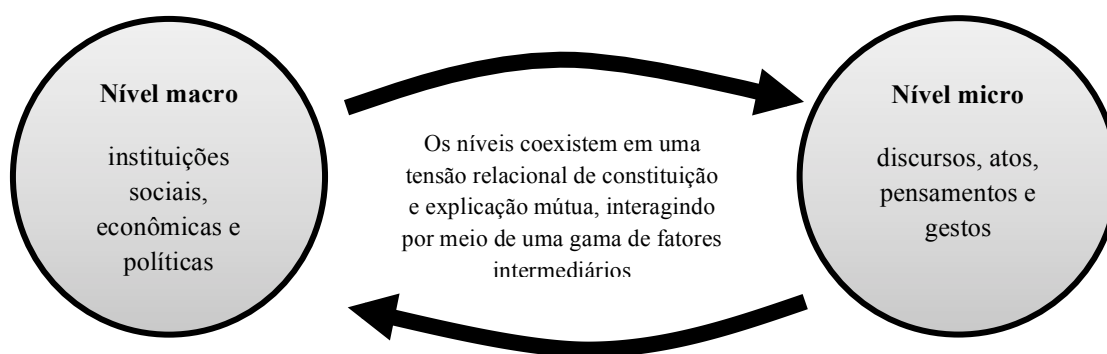 Nível macro
instituições
sociais,
econômicas e
políticas
Os níveis coexistem em uma
tensão relacional de constituição
e explicação mútua, interagindo
por meio de uma gama de fatores
intermediários
Nível micro
discursos, atos,
pensamentos e
gestos